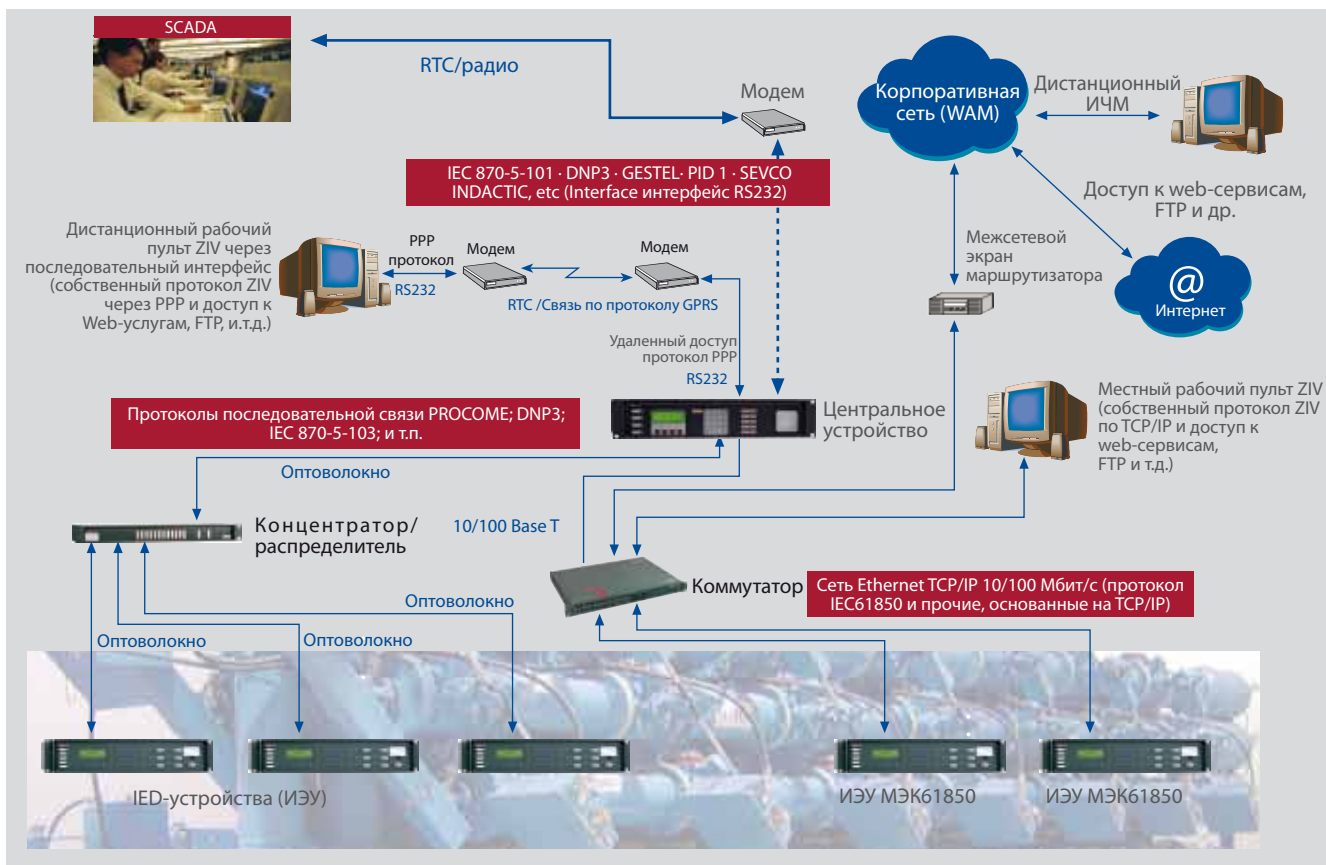 SCADA
RTC/радио
Модем
Корпоративная
сеть (WAM)
Дистанционный
ИЧМ
IEC 870-5-101 · DNP3 · GESTEL· PID 1 · SEVCO
INDACTIC, etc (Interface интерфейс RS232)
Доступ к web-сервисам,
FTP и др.
Дистанционный рабочий
пульт ZIV через
последовательный интерфейс
(собственный протокол ZIV
через PPP и доступ к
Web-услугам, FTP, и.т.д.)
PPP
протокол
RS232
Модем
Модем
RTC /Связь по протоколу GPRS
Межсетевой
экран
маршрутизатора
@
Интернет
Удаленный доступ
протокол PPP
RS232
Протоколы последовательной связи PROCOME; DNP3;
IEC 870-5-103; и т.п.
Центральное
устройство
Местный рабочий пульт ZIV
(собственный протокол ZIV
по TCP/IP и доступ к
web-сервисам,
FTP и т.д.)
Оптоволокно
Концентратор/
распределитель
10/100 Base T
Коммутатор
Сеть Ethernet TCP/IP 10/100 Мбит/с (протокол
IEC61850 и прочие, основанные на TCP/IP)
Оптоволокно
Оптоволокно
Оптоволокно
IED-устройства (ИЭУ)
ИЭУ МЭК61850
ИЭУ МЭК61850